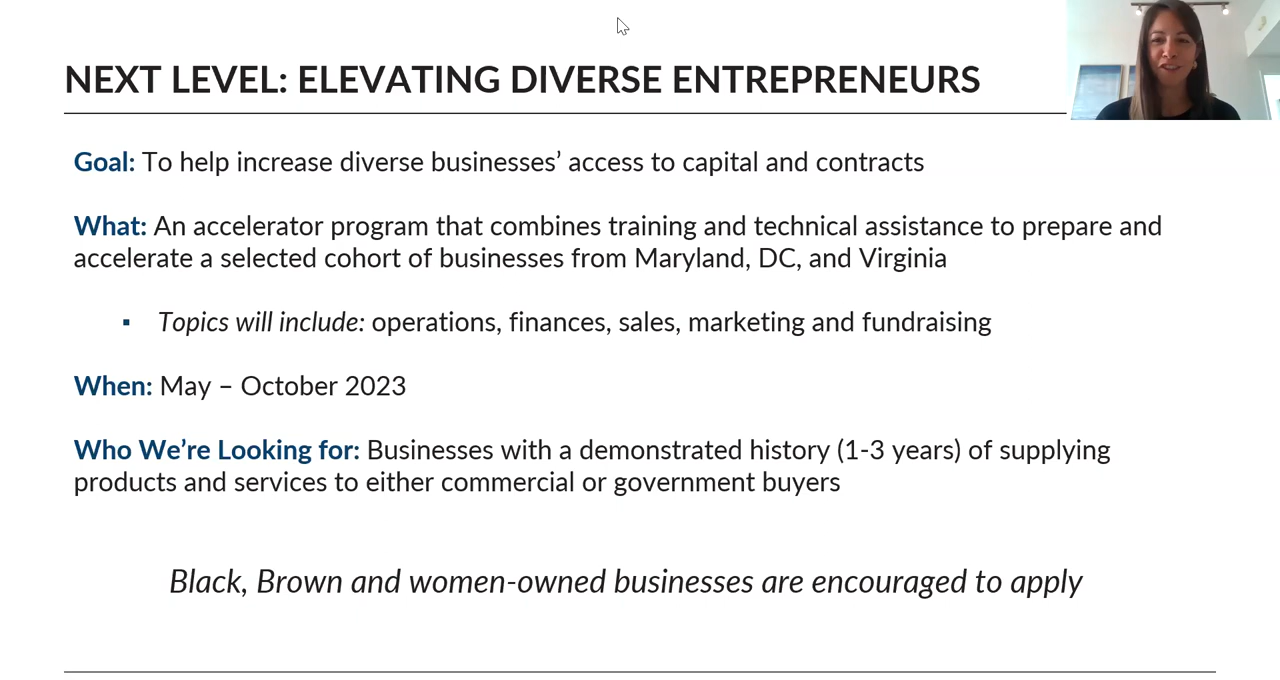 NEXT LEVEL: ELEVATING DIVERSE ENTREPRENEURS
Goal: To help increase diverse businesses’ access to capital and contracts
What: An accelerator program that combines training and technical assistance to prepare and
accelerate a selected cohort of businesses from Maryland, DC, and Virginia
▪ Topics will include: operations, finances, sales, marketing and fundraising
When: May – October 2023
Who We’re Looking for: Businesses with a demonstrated history (1-3 years) of supplying
products and services to either commercial or government buyers
Black, Brown and women-owned businesses are encouraged to apply